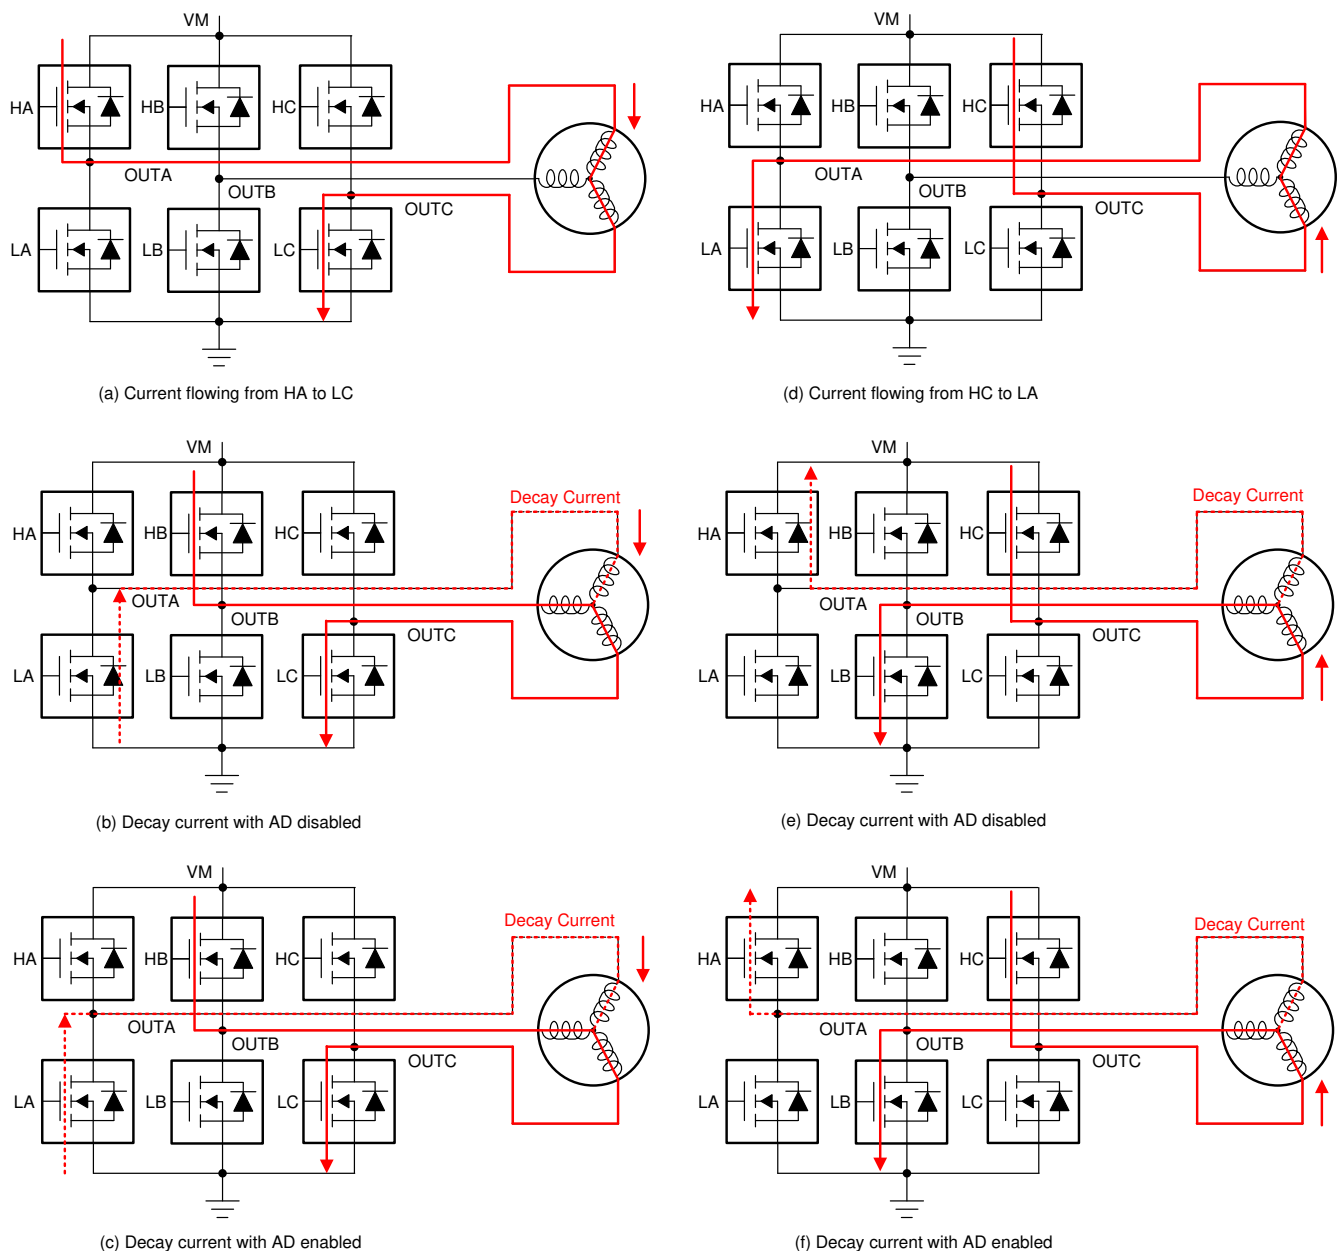 VM
HA
HB
HC
OUTA
OUTB
OUTC
LA
LB
LC
(a) Current flowing from HA to LC
VM
HA
HB
HC
OUTA
OUTB
OUTC
LA
LB
LC
(d) Current flowing from HC to LA
VM
Decay Current
HA
HB
HC
OUTA
OUTB
OUTC
LA
LB
LC
(b) Decay current with AD disabled
VM
Decay Current
HA
HB
HC
OUTA
OUTB
OUTC
LA
LB
LC
(e) Decay current with AD disabled
VM
Decay Current
HA
HB
HC
OUTA
OUTB
OUTC
LA
LB
LC
(c) Decay current with AD enabled
VM
Decay Current
HA
HB
HC
OUTA
OUTB
OUTC
LA
LB
LC
(f) Decay current with AD enabled